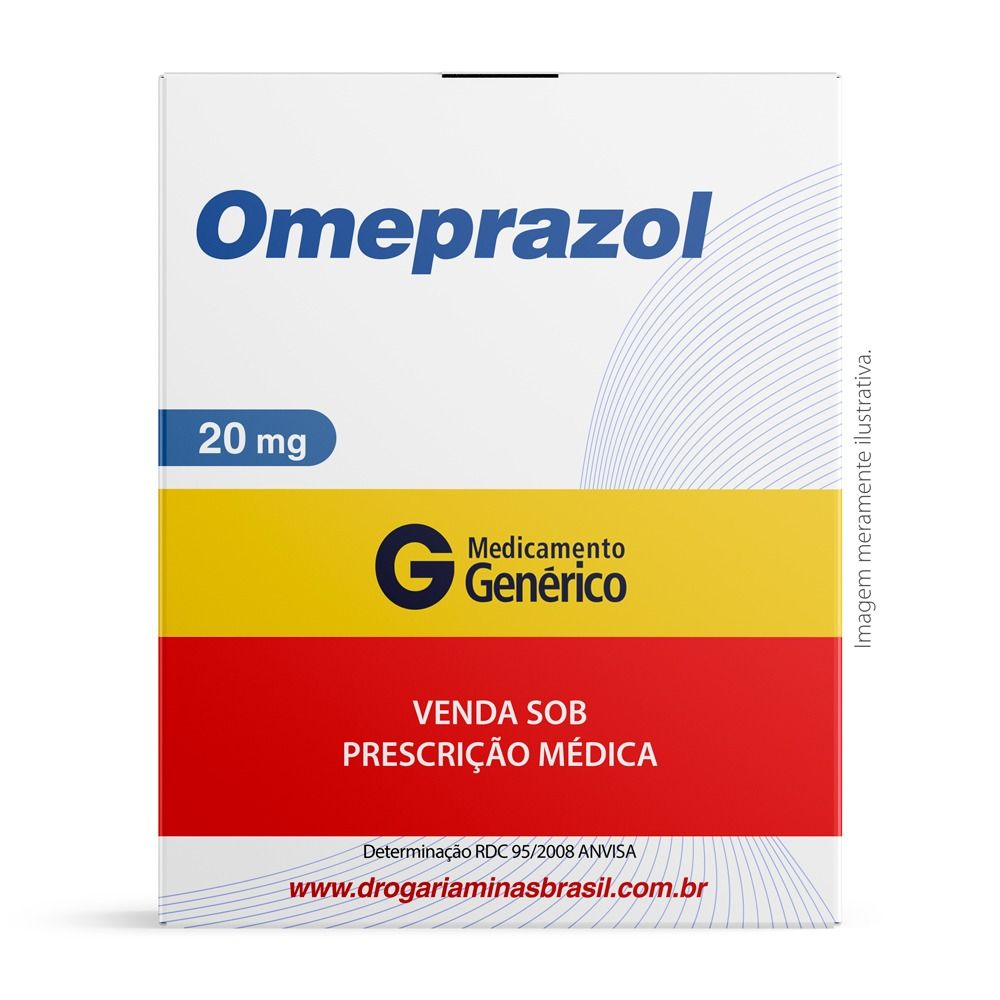 Omeprazol
20 mg
G Medicamento
Genérico
VENDA SOB
PRESCRIÇÃO MÉDICA
Determinação RDC 95/2008 ANVISA
www.drogariaminasbrasil.com.br
Imagem meramente ilustrativa.